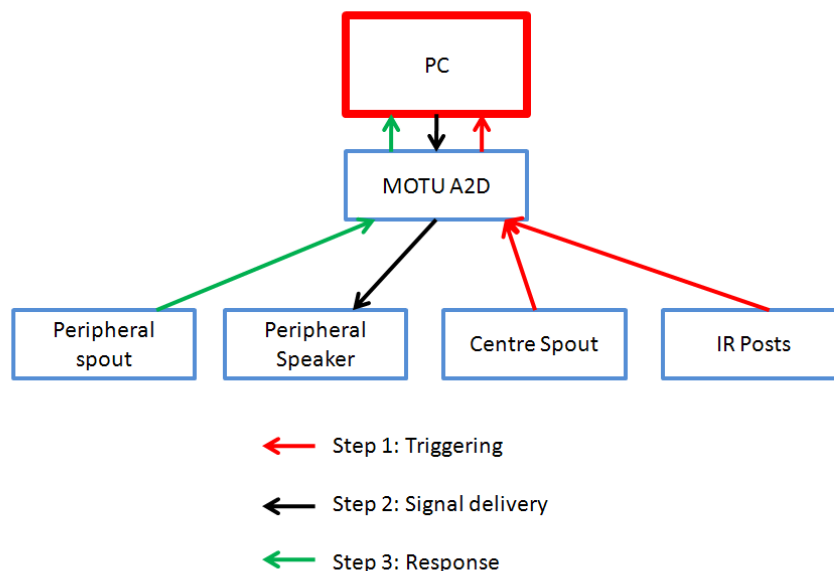 PC
MOTU A2D
Peripheral
spout
Peripheral
Speaker
Centre Spout
IR Posts
Step 1: Triggering
Step 2: Signal delivery
Step 3: Response